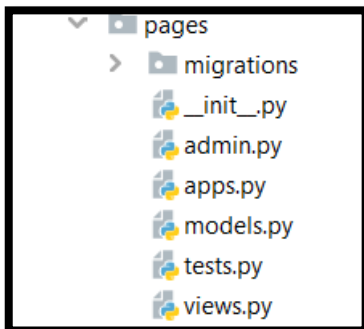 pages
migrations
__init__.py
admin.py
apps.py
models.py
tests.py
views.py